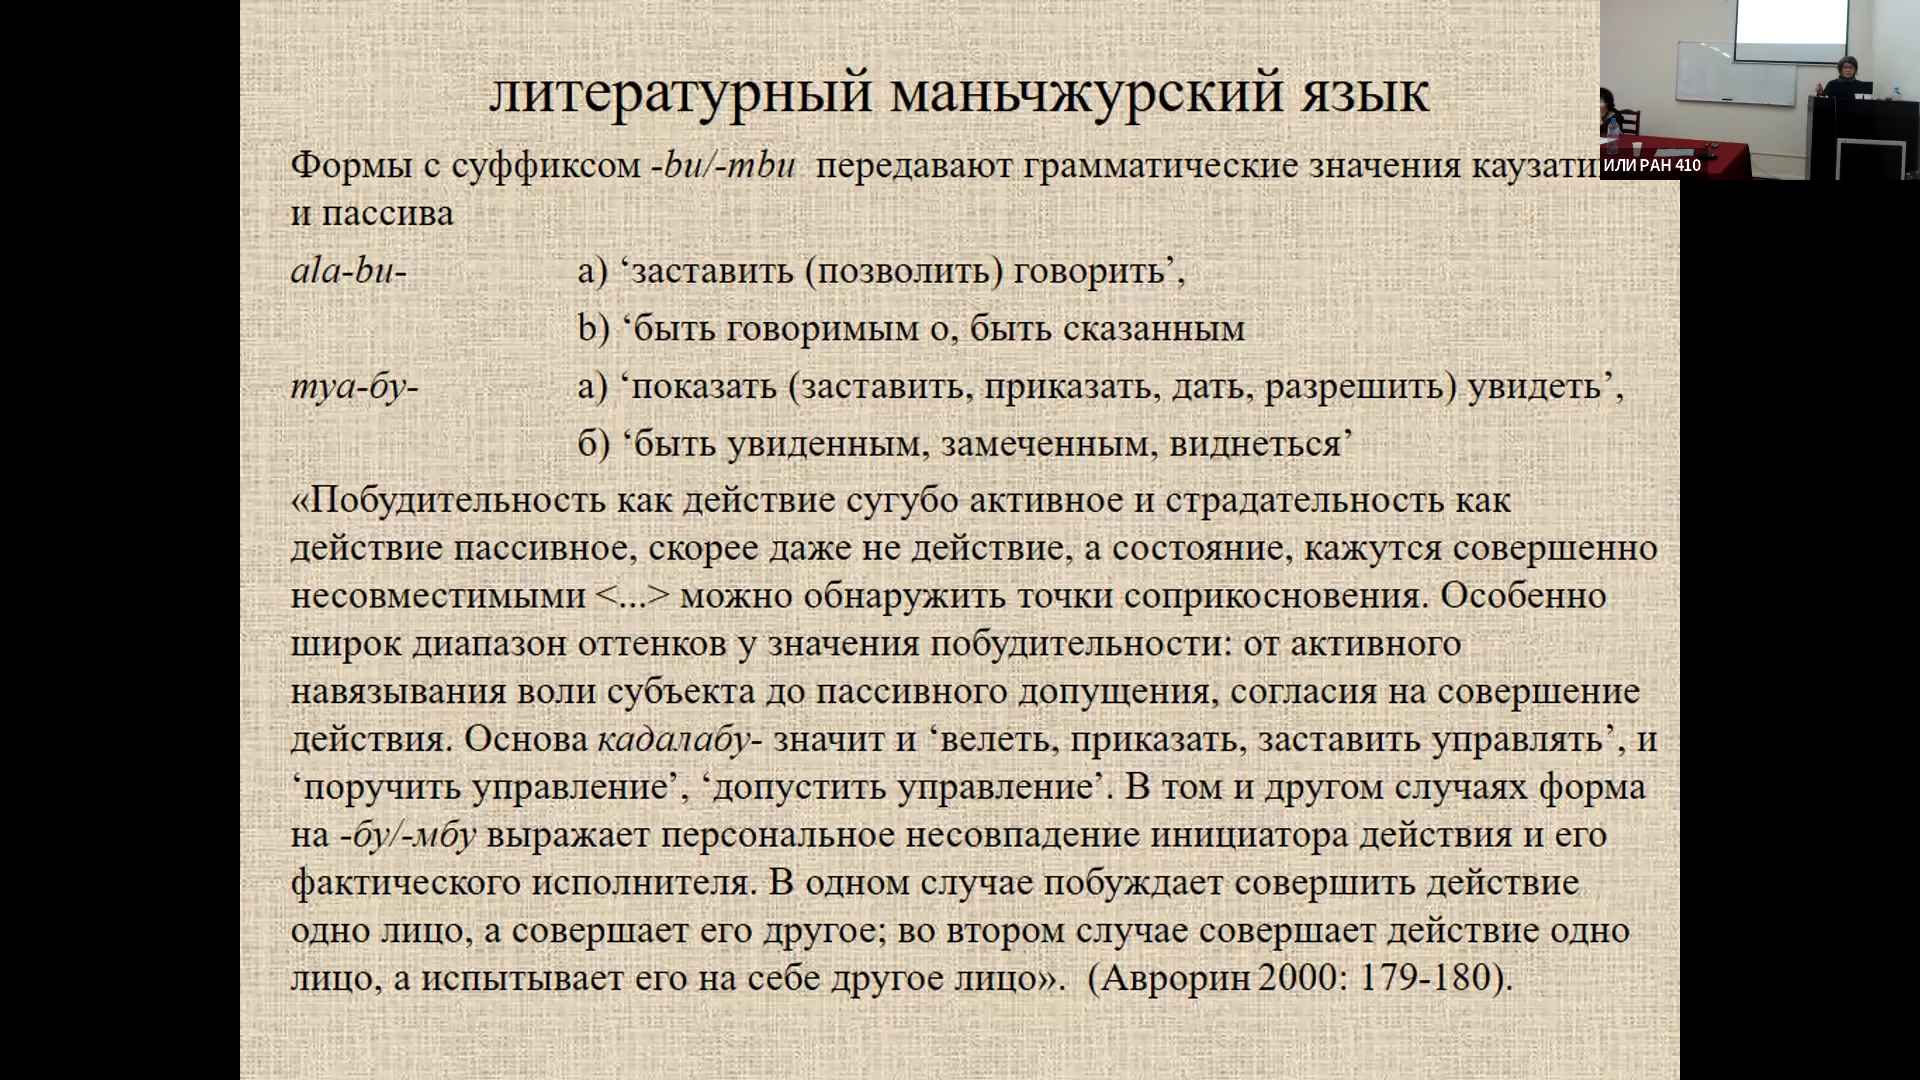 литературный маньчжурский язык
Формы с суффиксом -bu/-mbu передавают грамматические значения каузати
и пассива
ala-bu- a) ‘заставить (позволить) говорить’,
b) ‘быть говоримым о, быть сказанным
туа-бу- а) ‘показать (заставить, приказать, дать, разрешить) увидеть’,
б) ‘быть увиденным, замеченным, виднеться’
«Побудительность как действие сугубо активное и страдательность как
действие пассивное, скорее даже не действие, а состояние, кажутся совершенно
несовместимыми <...> можно обнаружить точки соприкосновения. Особенно
широк диапазон оттенков у значения побудительности: от активного
навязывания воли субъекта до пассивного допущения, согласия на совершение
действия. Основа кадалабу- значит и ‘велеть, приказать, заставить управлять’, и
‘поручить управление’, ‘допустить управление’. В том и другом случаях форма
на -бу/-мбу выражает персональное несовпадение инициатора действия и его
фактического исполнителя. В одном случае побуждает совершить действие
одно лицо, а совершает его другое; во втором случае совершает действие одно
лицо, а испытывает его на себе другое лицо». (Аврорин 2000: 179-180).
ИЛИ РАН 410